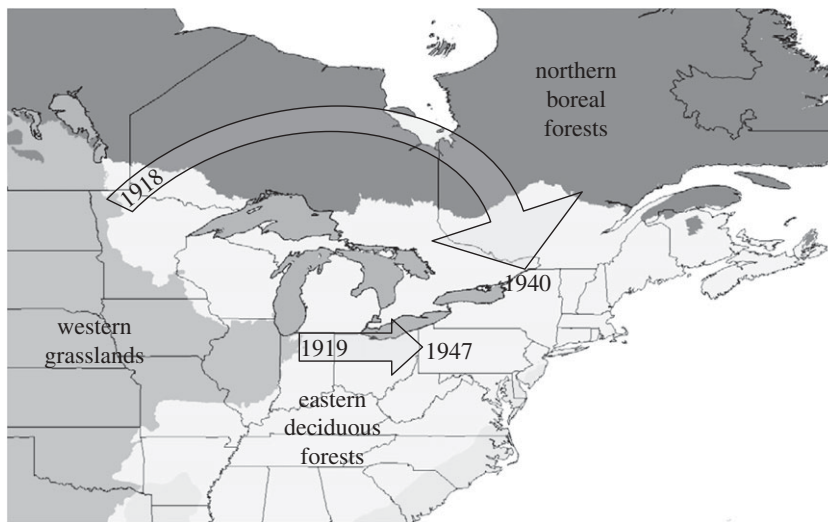 northern
boreal
forests
1918
1940
western
grasslands
1919
1947
eastern
deciduous
forests